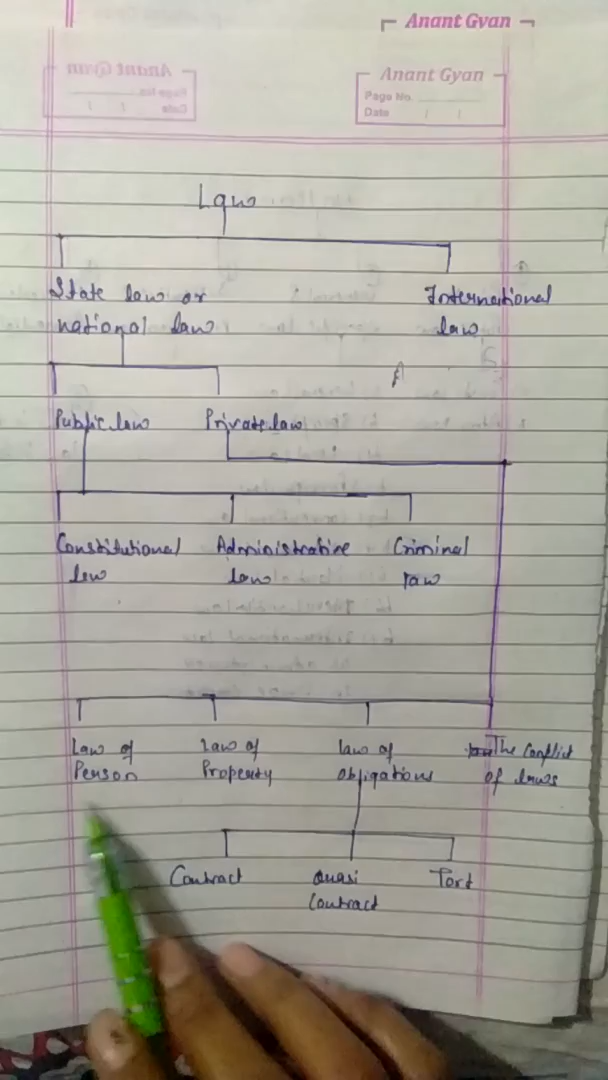 Anant Gyan
Anant Gyan
Page No.
Date / /
Law
State law or
national law
International
law
Public law
Private law
Constitutional
law
Administrative
law
Criminal
law
Law of
Person
Law of
Property
law of
obligations
The Conflict
of laws
Contract
Quasi
Contract
Tort